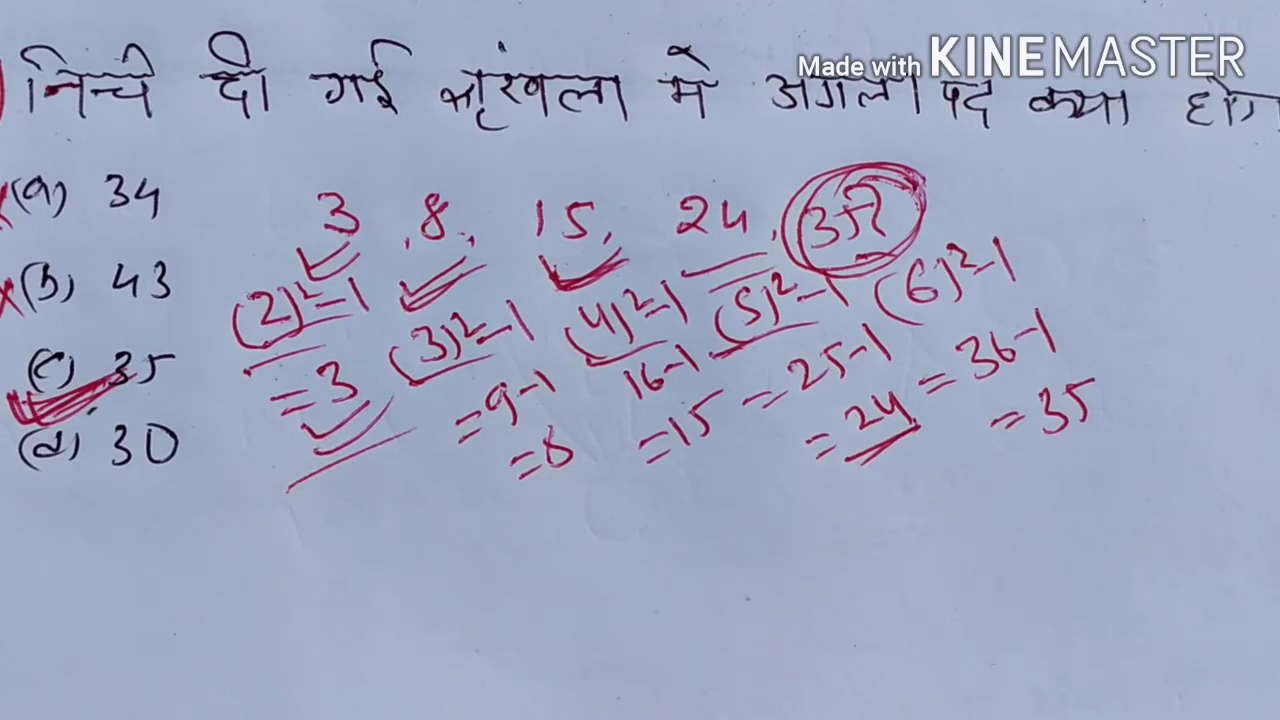 Made with KINEMASTER
निचे दी गई श्रृंखला मे अगला पद क्या होगा
(a) 34
3, 8, 15, 24, 35?
(b) 43
(2)²-1 (3)²-1 (4)²-1 (5)²-1 (6)²-1
(c) 35
=3 =9-1 16-1 =25-1 =36-1
=8 =15 =24 =35
(d) 30